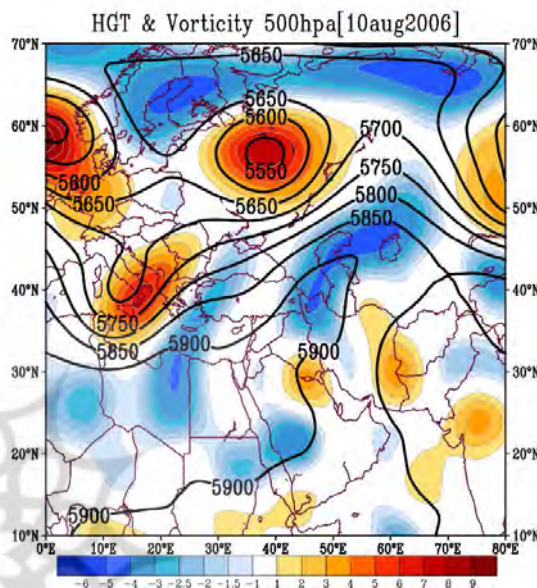 HGT & Vorticity 500hpa[10aug2006]
70°N 70°N
5650
60°N 5650 60°N
5600 5700
5550 5750
5600 5800
50°N 5650 5650 5850 50°N
40°N 40°N
5750
5850 5900
30°N 5900 30°N
20°N 20°N
5900
5900
10°N 10°N
0°E 10°E 20°E 30°E 40°E 50°E 60°E 70°E 80°E
-6 -5 -4 -3 -2.5 -2 -1.5 -1 1 2 3 4 5 6 7 8 9